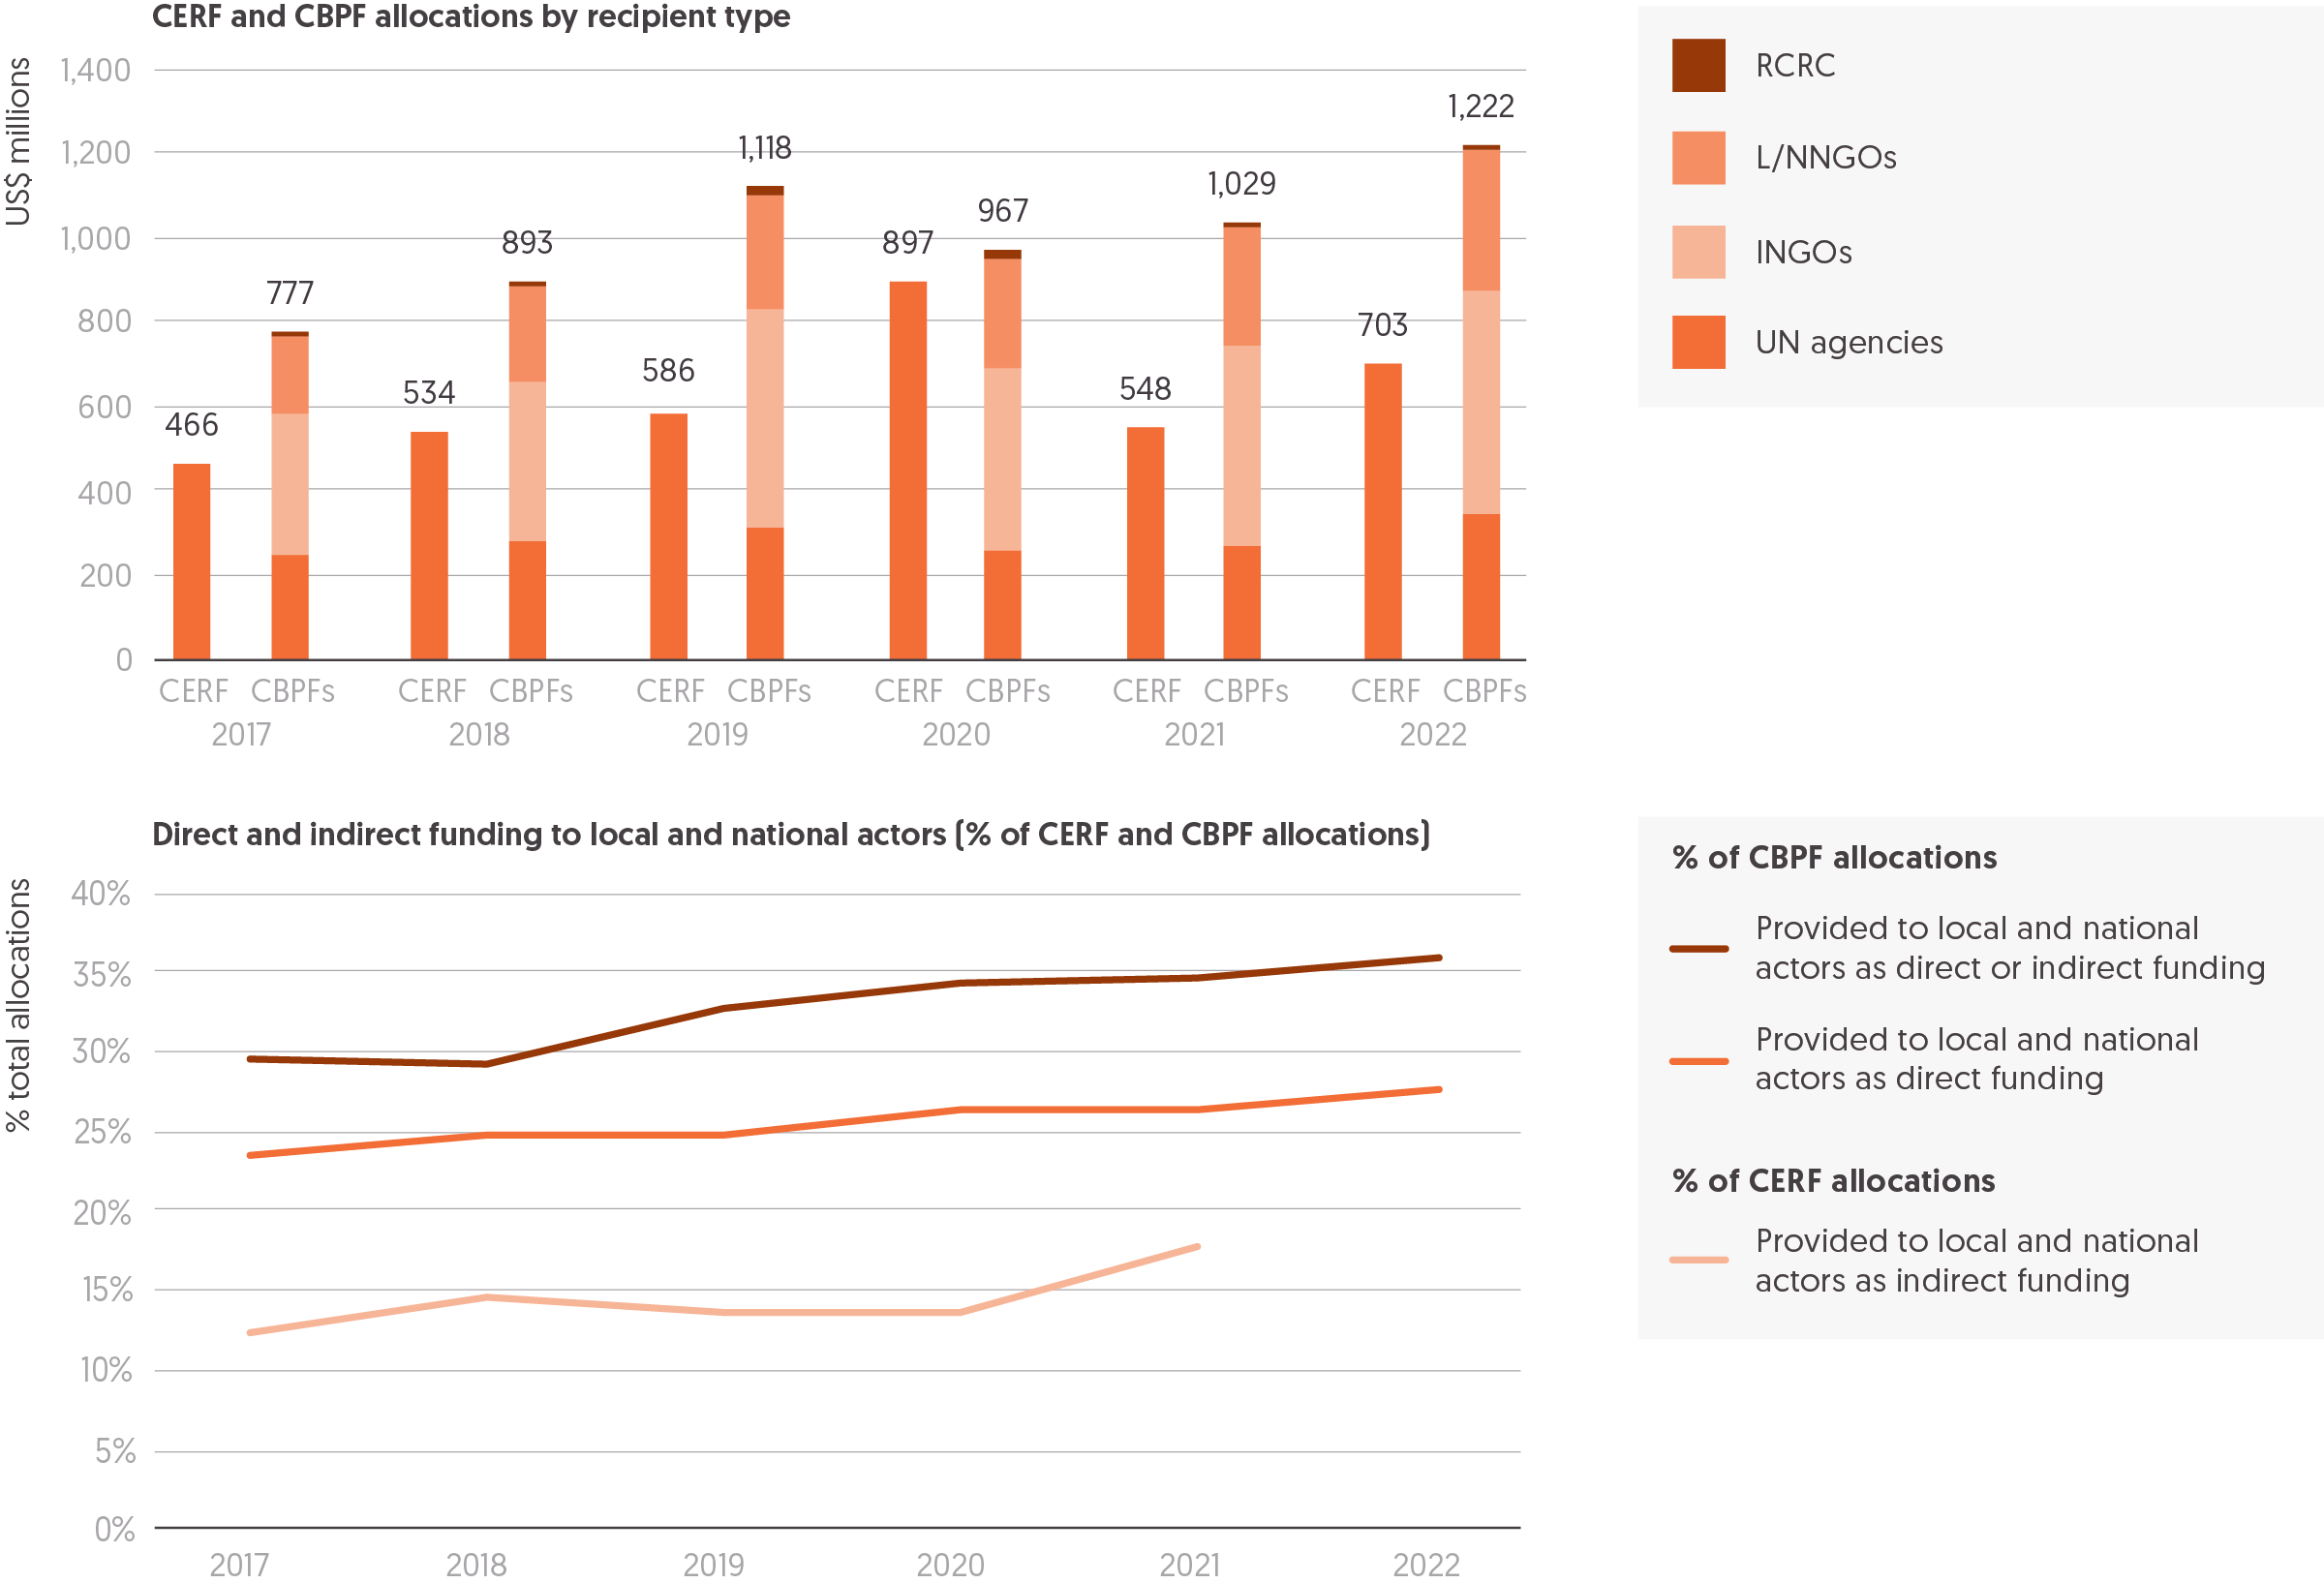 CERF and CBPF allocations by recipient type
US$ millions
1,400
1,200
1,000
800
600
400
200
0
466
777
534
893
586
1,118
897
967
548
1,029
703
1,222
CERF CBPFs CERF CBPFs CERF CBPFs CERF CBPFs CERF CBPFs CERF CBPFs
2017 2018 2019 2020 2021 2022
RCRC
L/NNGOs
INGOs
UN agencies
Direct and indirect funding to local and national actors (% of CERF and CBPF allocations)
% total allocations
40%
35%
30%
25%
20%
15%
10%
5%
0%
2017 2018 2019 2020 2021 2022
% of CBPF allocations
Provided to local and national
actors as direct or indirect funding
Provided to local and national
actors as direct funding
% of CERF allocations
Provided to local and national
actors as indirect funding